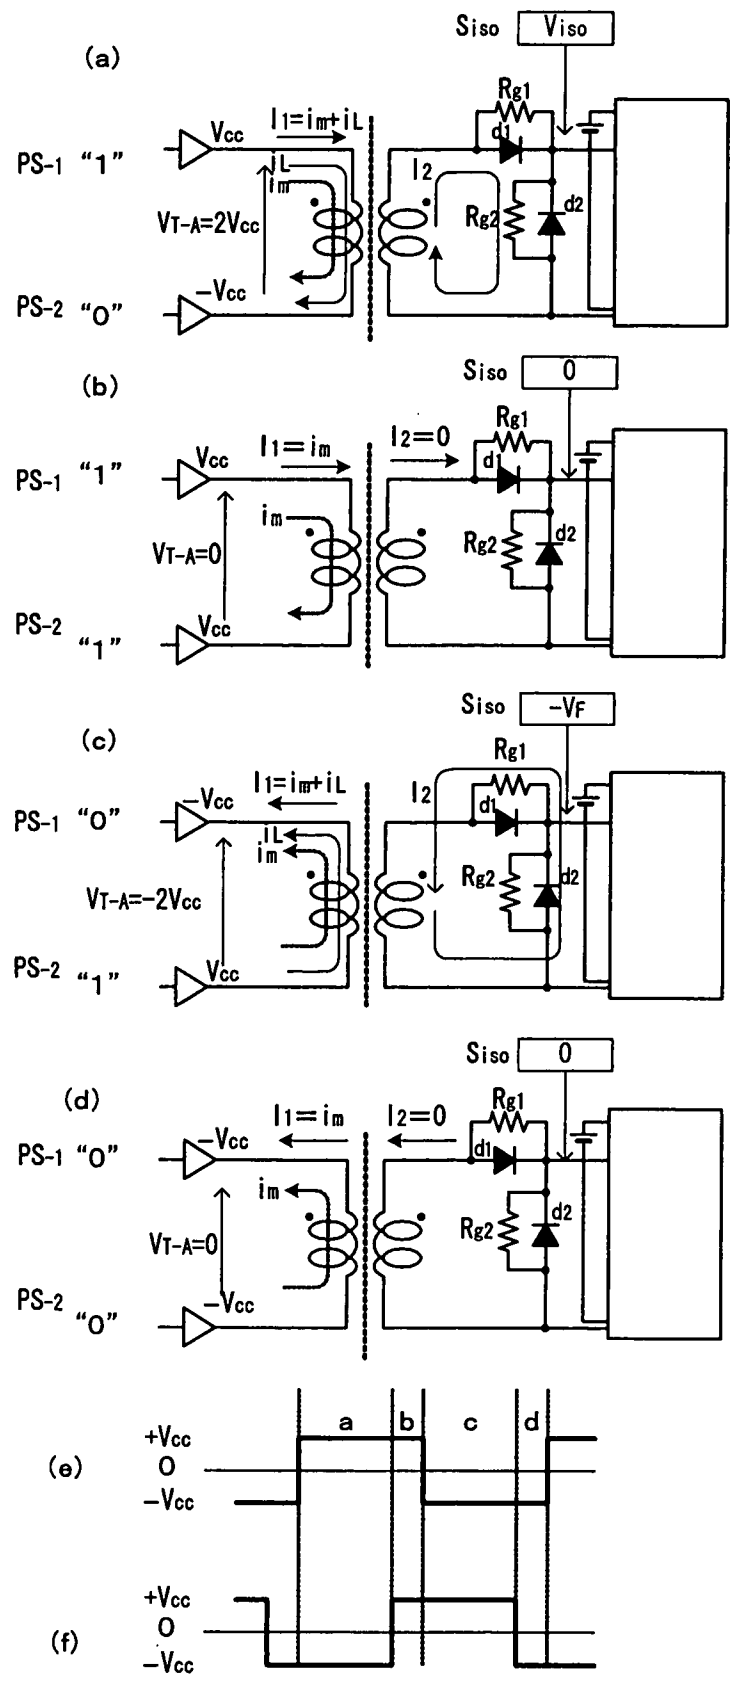 Siso Viso
(a)
Rg1
Vcc I1=im+iL d1
PS-1 “1” iL I2
im
VT-A=2Vcc Rg2 d2
−Vcc
PS-2 “0”
Siso 0
(b)
Rg1
Vcc I1=im I2=0
PS-1 “1” d1
im
VT-A=0 Rg2 d2
PS-2 Vcc
“1”
Siso −VF
(c)
Rg1
−Vcc I1=im+iL I2
PS-1 “0” iL d1
im
VT-A=−2Vcc Rg2 d2
PS-2 “1” Vcc
Siso 0
(d)
Rg1
−Vcc I1=im I2=0
PS-1 “0” d1
im
VT-A=0 Rg2 d2
PS-2 −Vcc
“0”
a b c d
+Vcc
(e) 0
−Vcc
+Vcc
0
(f) −Vcc